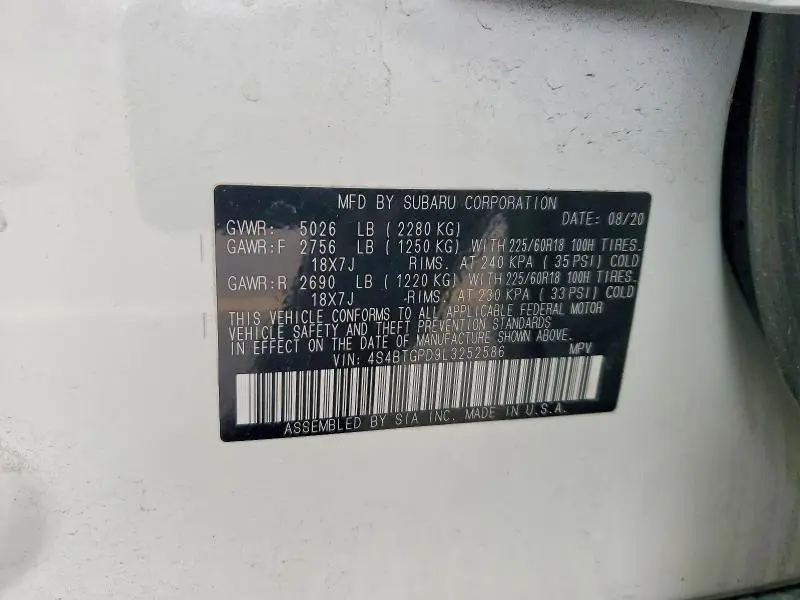 MFD BY SUBARU CORPORATION
DATE: 08/20
GVWR: 5026 LB ( 2280 KG)
GAWR:F 2756 LB ( 1250 KG) WITH 225/60R18 100H TIRES.
18X7J RIMS. AT 240 KPA ( 35 PSI) COLD
GAWR:R 2690 LB ( 1220 KG) WITH 225/60R18 100H TIRES.
18X7J RIMS. AT 230 KPA ( 33 PSI) COLD
THIS VEHICLE CONFORMS TO ALL APPLICABLE FEDERAL MOTOR
VEHICLE SAFETY AND THEFT PREVENTION STANDARDS
IN EFFECT ON THE DATE OF MANUFACTURE SHOWN ABOVE.
VIN: 4S4BTGPD9L3252586 MPV
ASSEMBLED BY SIA INC. MADE IN U.S.A.